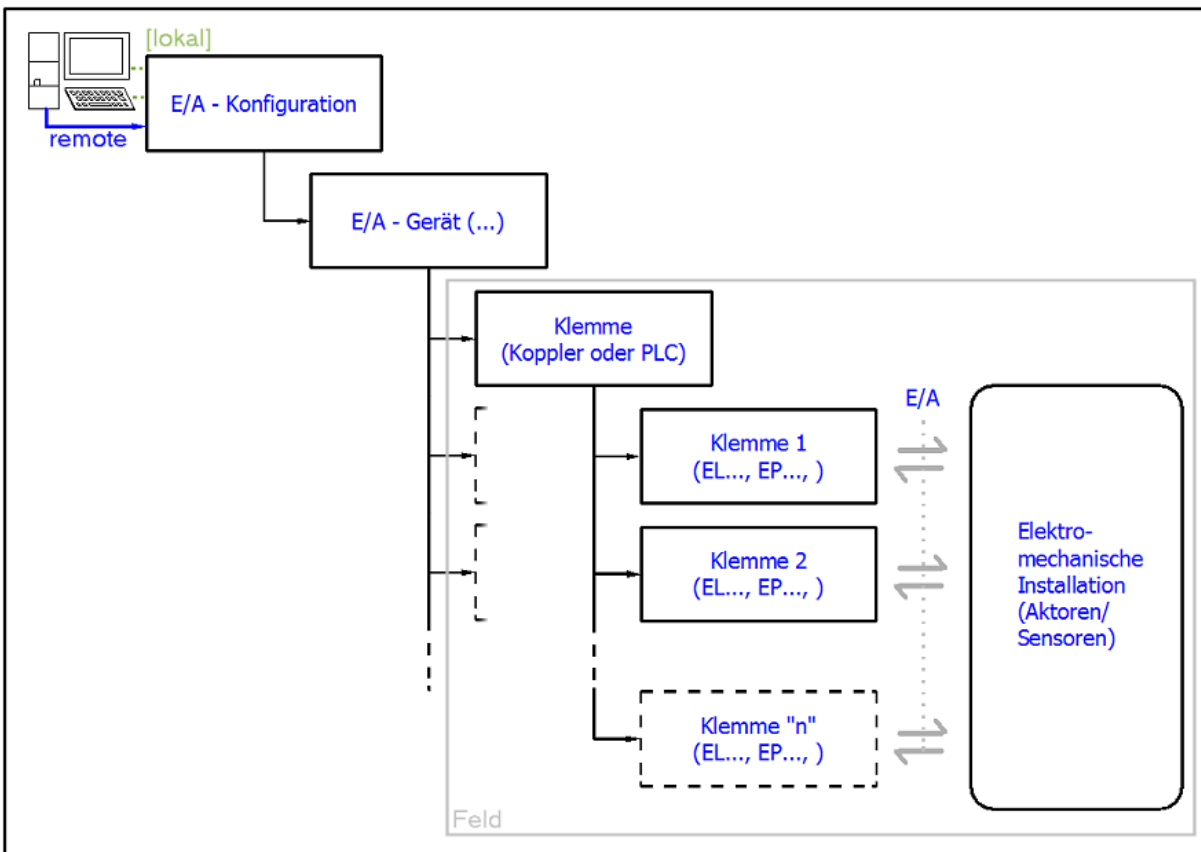 [lokal]
E/A - Konfiguration
remote
E/A - Gerät (...)
Klemme
(Koppler oder PLC)
E/A
Klemme 1
(EL..., EP..., )
Klemme 2
(EL..., EP..., )
Elektro-
mechanische
Installation
(Aktoren/
Sensoren)
Klemme "n"
(EL..., EP..., )
Feld